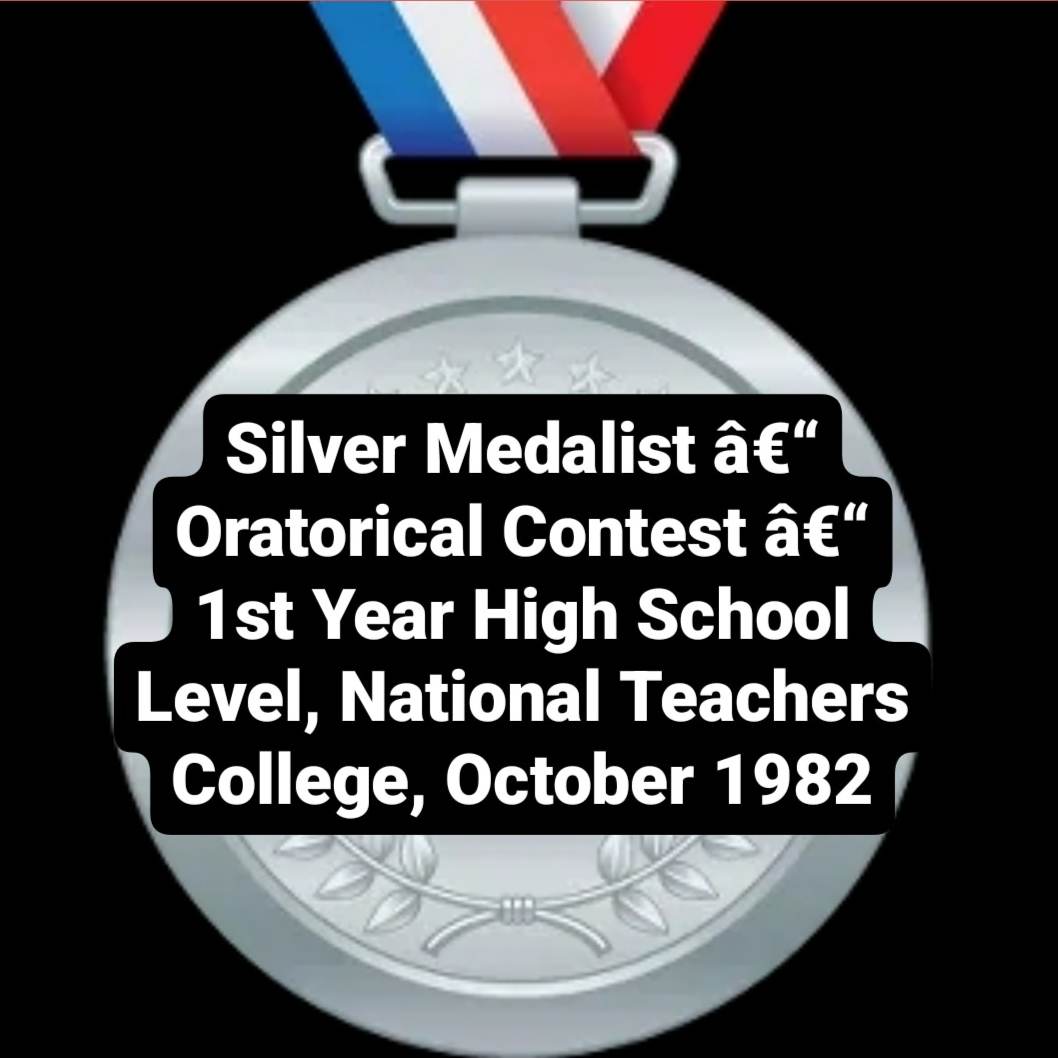 Silver Medalist â€“
Oratorical Contest â€“
1st Year High School
Level, National Teachers
College, October 1982